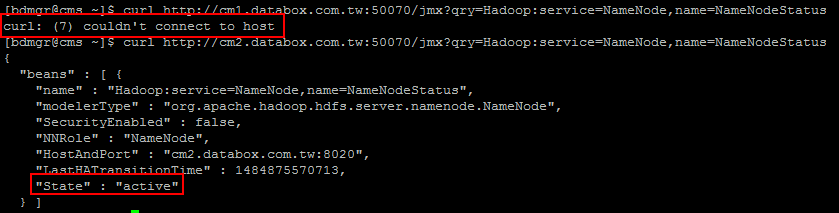 [bdmgr@cms ~]$ curl http://cm1.databox.com.tw:50070/jmx?qry=Hadoop:service=NameNode,name=NameNodeStatus
curl: (7) couldn't connect to host
[bdmgr@cms ~]$ curl http://cm2.databox.com.tw:50070/jmx?qry=Hadoop:service=NameNode,name=NameNodeStatus
{
  "beans" : [ {
    "name" : "Hadoop:service=NameNode,name=NameNodeStatus",
    "modelerType" : "org.apache.hadoop.hdfs.server.namenode.NameNode",
    "SecurityEnabled" : false,
    "NNRole" : "NameNode",
    "HostAndPort" : "cm2.databox.com.tw:8020",
    "LastHATransitionTime" : 1484875570713,
    "State" : "active"
  } ]